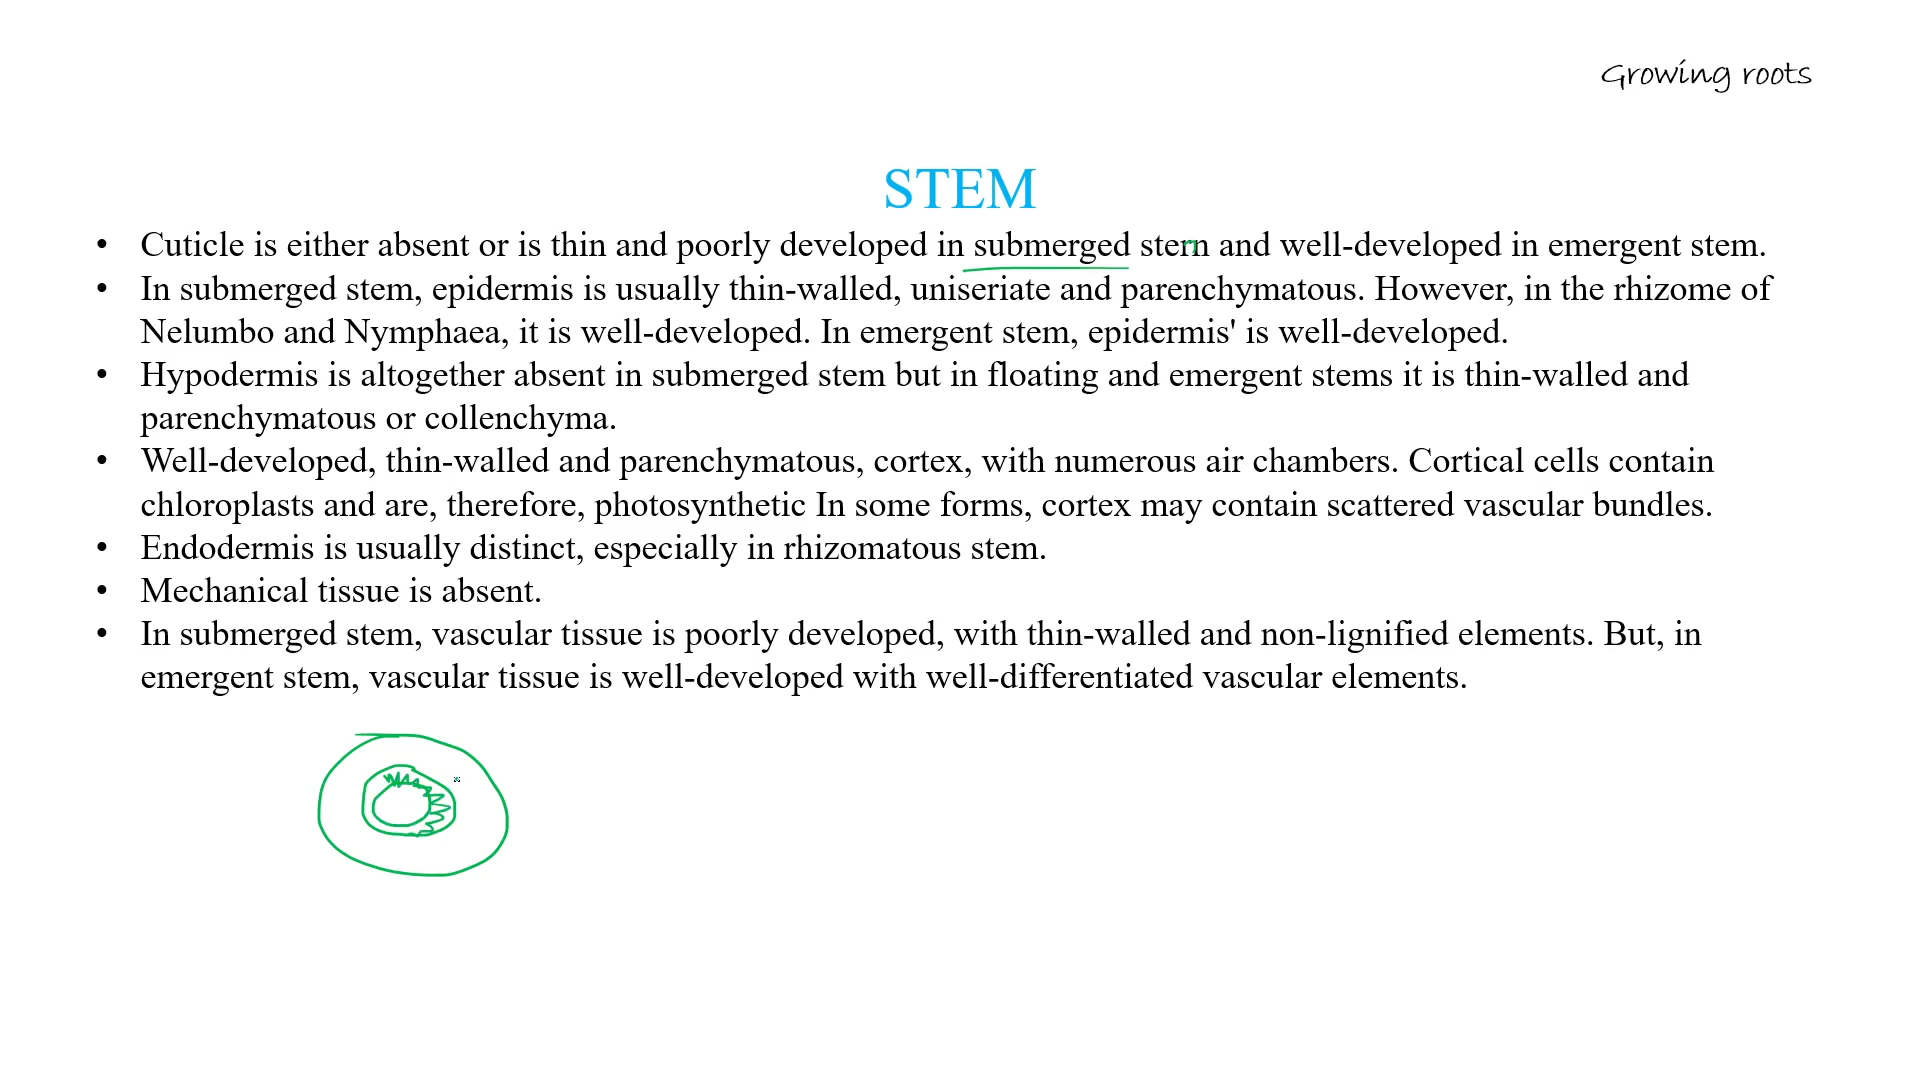 Growing roots
STEM
• Cuticle is either absent or is thin and poorly developed in submerged stem and well-developed in emergent stem.
• In submerged stem, epidermis is usually thin-walled, uniseriate and parenchymatous. However, in the rhizome of
Nelumbo and Nymphaea, it is well-developed. In emergent stem, epidermis' is well-developed.
• Hypodermis is altogether absent in submerged stem but in floating and emergent stems it is thin-walled and
parenchymatous or collenchyma.
• Well-developed, thin-walled and parenchymatous, cortex, with numerous air chambers. Cortical cells contain
chloroplasts and are, therefore, photosynthetic In some forms, cortex may contain scattered vascular bundles.
• Endodermis is usually distinct, especially in rhizomatous stem.
• Mechanical tissue is absent.
• In submerged stem, vascular tissue is poorly developed, with thin-walled and non-lignified elements. But, in
emergent stem, vascular tissue is well-developed with well-differentiated vascular elements.